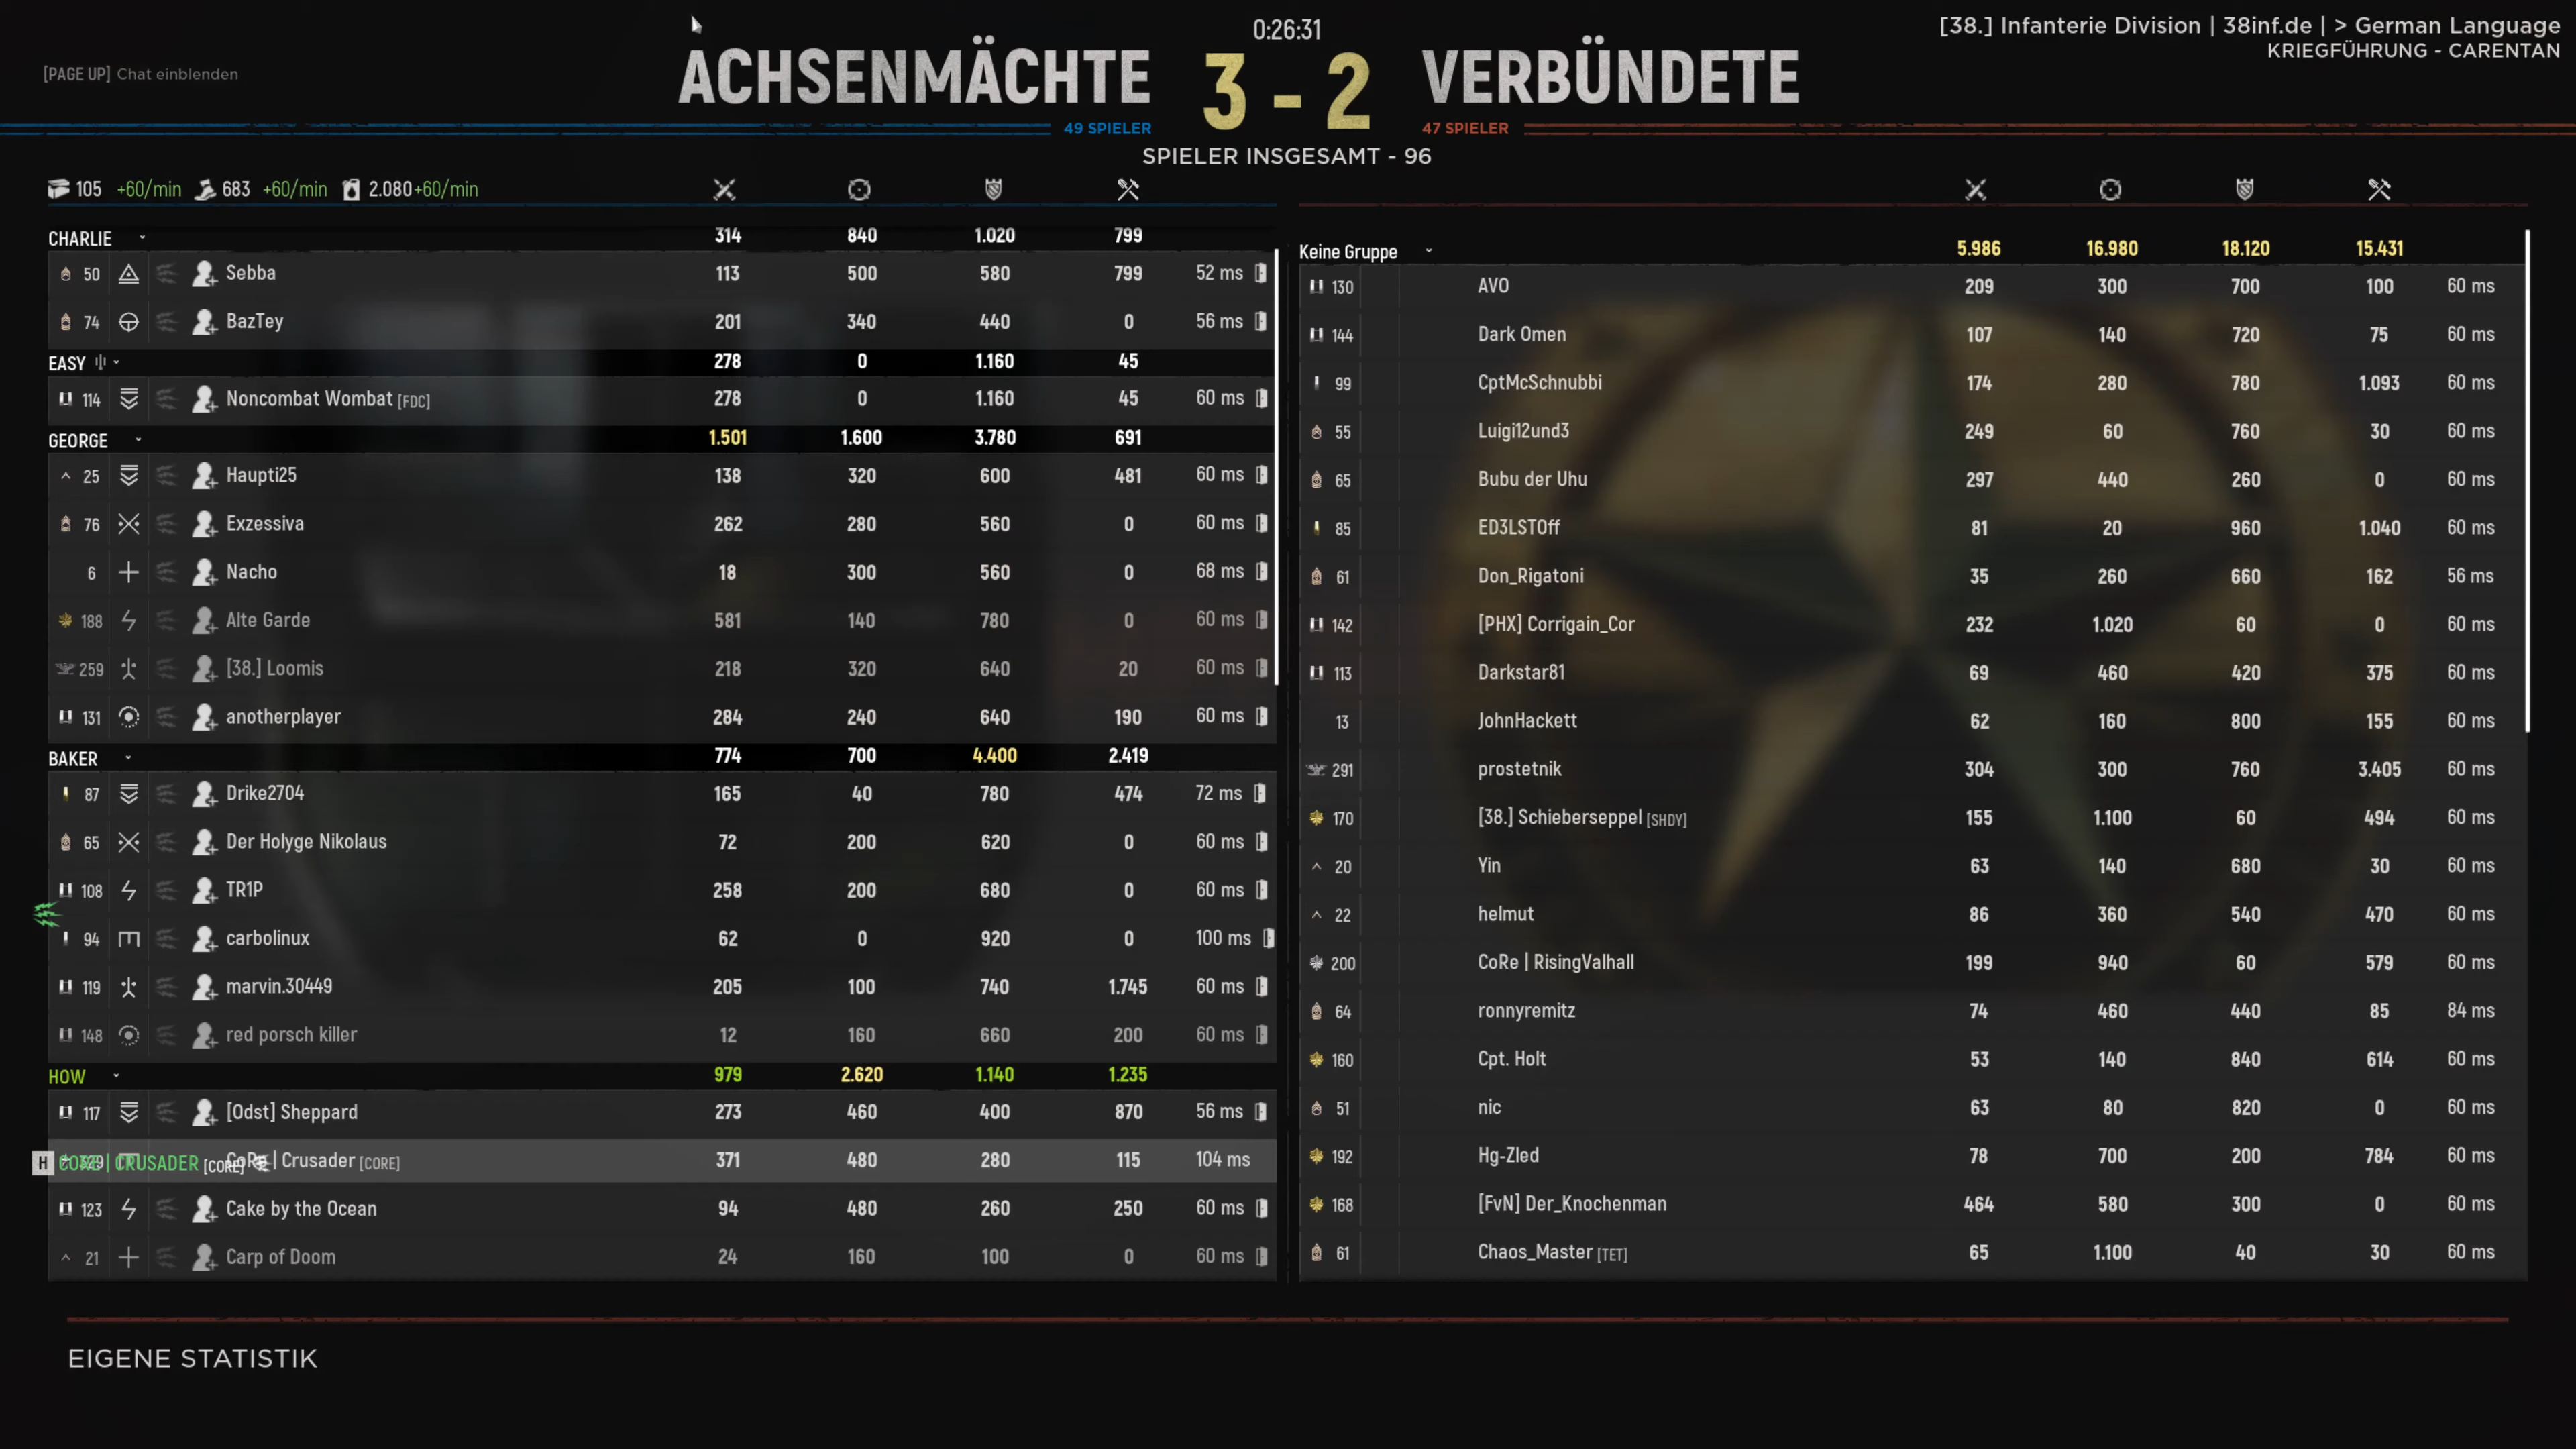 0:26:31
[38.] Infanterie Division | 38inf.de | > German Language
KRIEGFÜHRUNG - CARENTAN
[PAGE UP] Chat einblenden
ACHSENMÄCHTE 3 - 2 VERBÜNDETE
49 SPIELER 47 SPIELER
SPIELER INSGESAMT - 96
105 +60/min 683 +60/min 2.080 +60/min
CHARLIE 314 840 1.020 799
50 Sebba 113 500 580 799 52 ms
74 BazTey 201 340 440 0 56 ms
EASY 278 0 1.160 45
114 Noncombat Wombat [FDC] 278 0 1.160 45 60 ms
GEORGE 1.501 1.600 3.780 691
25 Haupti25 138 320 600 481 60 ms
76 Exzessiva 262 280 560 0 60 ms
6 Nacho 18 300 560 0 68 ms
188 Alte Garde 581 140 780 0 60 ms
259 [38.] Loomis 218 320 640 20 60 ms
131 anotherplayer 284 240 640 190 60 ms
BAKER 774 700 4.400 2.419
87 Drike2704 165 40 780 474 72 ms
65 Der Holyge Nikolaus 72 200 620 0 60 ms
108 TR1P 258 200 680 0 60 ms
94 carbolinux 62 0 920 0 100 ms
119 marvin.30449 205 100 740 1.745 60 ms
148 red porsch killer 12 160 660 200 60 ms
HOW 979 2.620 1.140 1.235
117 [Odst] Sheppard 273 460 400 870 56 ms
H CORE | CRUSADER [CORE] CoRe | Crusader [CORE] 371 480 280 115 104 ms
123 Cake by the Ocean 94 480 260 250 60 ms
21 Carp of Doom 24 160 100 0 60 ms
Keine Gruppe 5.986 16.980 18.120 15.431
130 AVO 209 300 700 100 60 ms
144 Dark Omen 107 140 720 75 60 ms
99 CptMcSchnubbi 174 280 780 1.093 60 ms
55 Luigi12und3 249 60 760 30 60 ms
65 Bubu der Uhu 297 440 260 0 60 ms
85 ED3LSTOff 81 20 960 1.040 60 ms
61 Don_Rigatoni 35 260 660 162 56 ms
142 [PHX] Corrigain_Cor 232 1.020 60 0 60 ms
113 Darkstar81 69 460 420 375 60 ms
13 JohnHackett 62 160 800 155 60 ms
291 prostetnik 304 300 760 3.405 60 ms
170 [38.] Schieberseppel [SHDY] 155 1.100 60 494 60 ms
20 Yin 63 140 680 30 60 ms
22 helmut 86 360 540 470 60 ms
200 CoRe | RisingValhall 199 940 60 579 60 ms
64 ronnyremitz 74 460 440 85 84 ms
160 Cpt. Holt 53 140 840 614 60 ms
51 nic 63 80 820 0 60 ms
192 Hg-Zled 78 700 200 784 60 ms
168 [FvN] Der_Knochenman 464 580 300 0 60 ms
61 Chaos_Master [TET] 65 1.100 40 30 60 ms
EIGENE STATISTIK